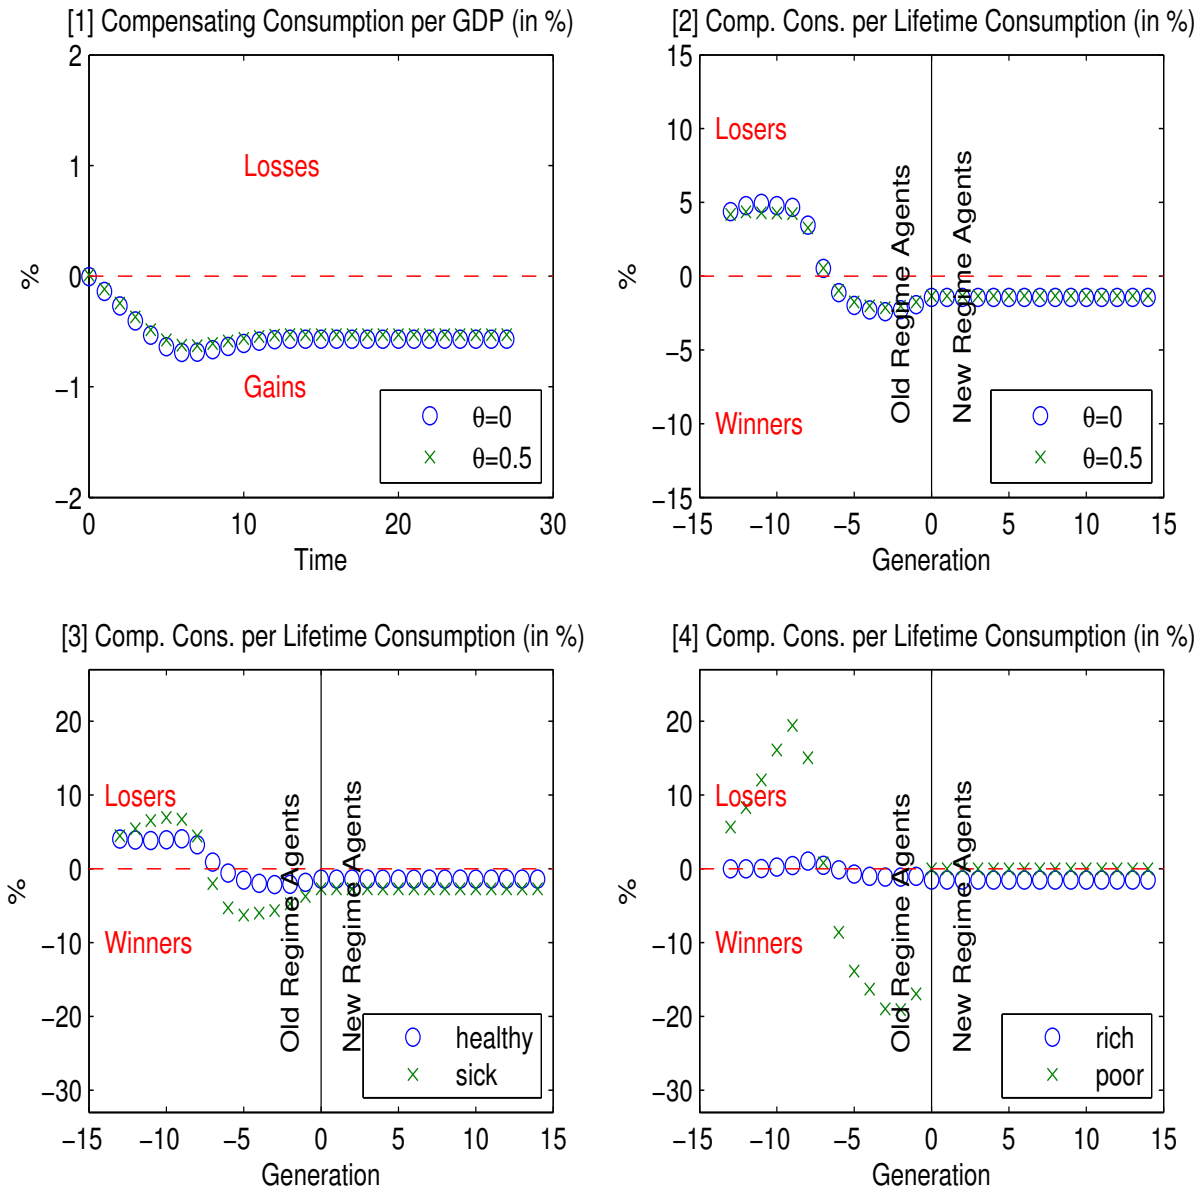 [1] Compensating Consumption per GDP (in %)
2
1
0
−1
−2
%
Losses
Gains
θ=0
θ=0.5
0 10 20 30
Time
[2] Comp. Cons. per Lifetime Consumption (in %)
15
10
5
0
−5
−10
−15
%
Losers
Winners
Old Regime Agents
New Regime Agents
θ=0
θ=0.5
−15 −10 −5 0 5 10 15
Generation
[3] Comp. Cons. per Lifetime Consumption (in %)
20
10
0
−10
−20
−30
%
Losers
Winners
Old Regime Agents
New Regime Agents
healthy
sick
−15 −10 −5 0 5 10 15
Generation
[4] Comp. Cons. per Lifetime Consumption (in %)
20
10
0
−10
−20
−30
%
Losers
Winners
Old Regime Agents
New Regime Agents
rich
poor
−15 −10 −5 0 5 10 15
Generation